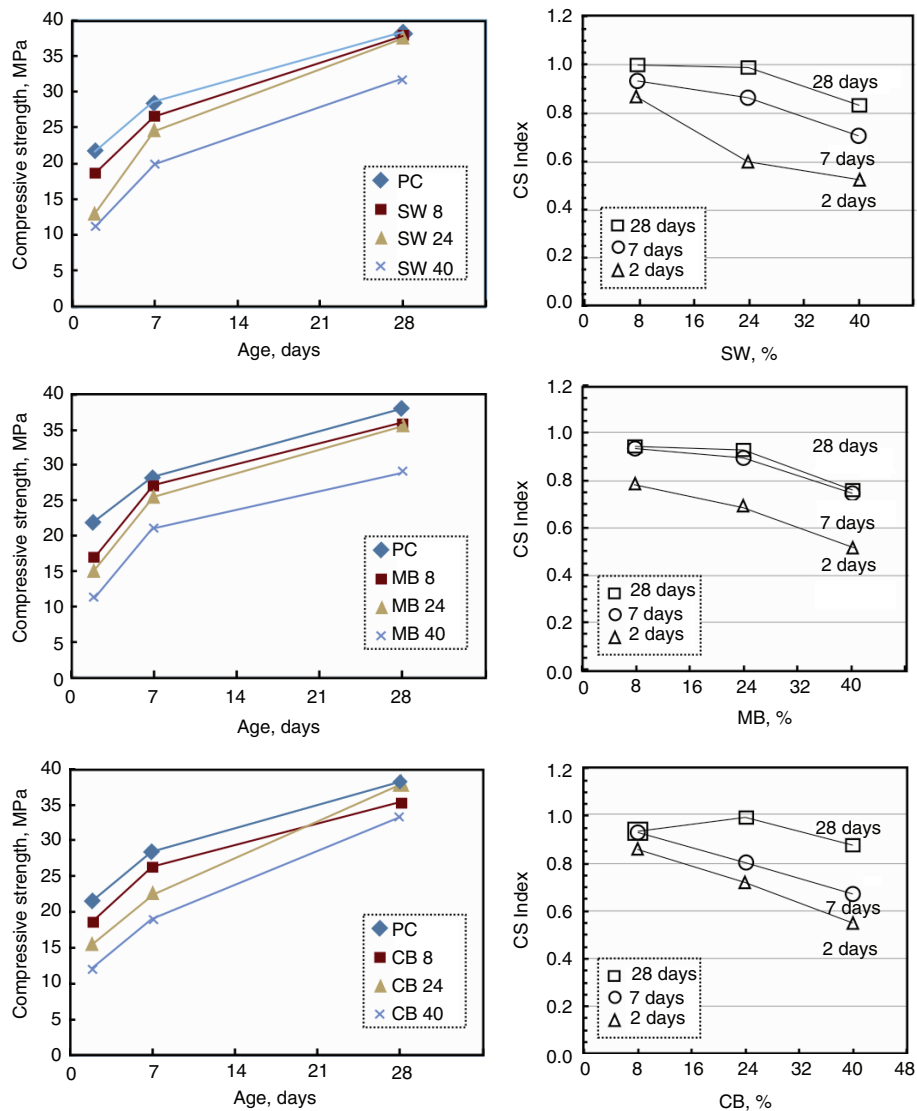 Compressive strength, MPa
40
35
30
25
20
15
10
5
0
PC
SW 8
SW 24
SW 40
0 7 14 21 28
Age, days
CS Index
1.2
1.0
0.8
0.6
0.4
0.2
0.0
28 days
7 days
2 days
28 days
7 days
2 days
0 8 16 24 32 40
SW, %
Compressive strength, MPa
40
35
30
25
20
15
10
5
0
PC
MB 8
MB 24
MB 40
0 7 14 21 28
Age, days
CS Index
1.2
1.0
0.8
0.6
0.4
0.2
0.0
28 days
7 days
2 days
28 days
7 days
2 days
0 8 16 24 32 40
MB, %
Compressive strength, MPa
40
35
30
25
20
15
10
5
0
PC
CB 8
CB 24
CB 40
0 7 14 21 28
Age, days
CS Index
1.2
1.0
0.8
0.6
0.4
0.2
0.0
28 days
7 days
2 days
28 days
7 days
2 days
0 8 16 24 32 40 48
CB, %